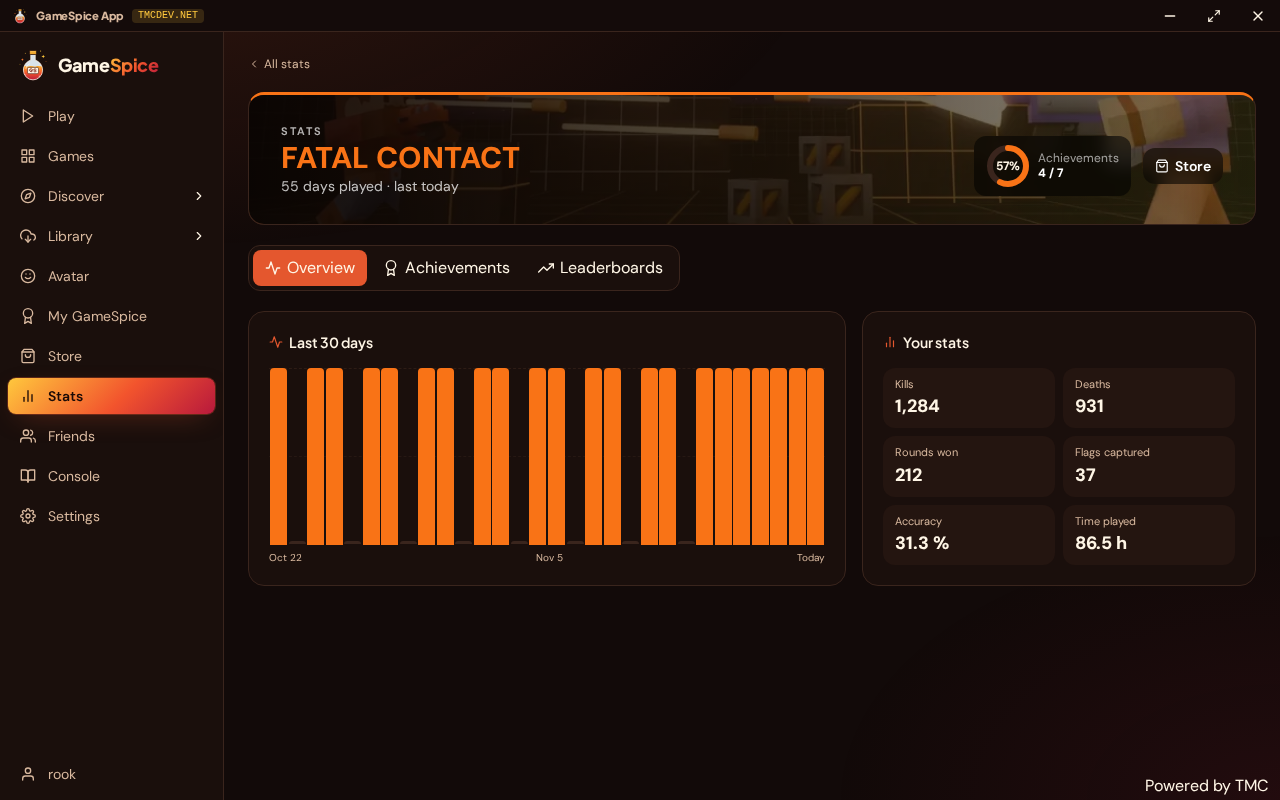 GameSpice App TMCDEV.NET
GameSpice
Play
Games
Discover
Library
Avatar
My GameSpice
Store
Stats
Friends
Console
Settings
rook
All stats
STATS
FATAL CONTACT
55 days played · last today
57%
Achievements
4 / 7
Store
Overview
Achievements
Leaderboards
Last 30 days
Oct 22
Nov 5
Today
Your stats
Kills
1,284
Deaths
931
Rounds won
212
Flags captured
37
Accuracy
31.3 %
Time played
86.5 h
Powered by TMC